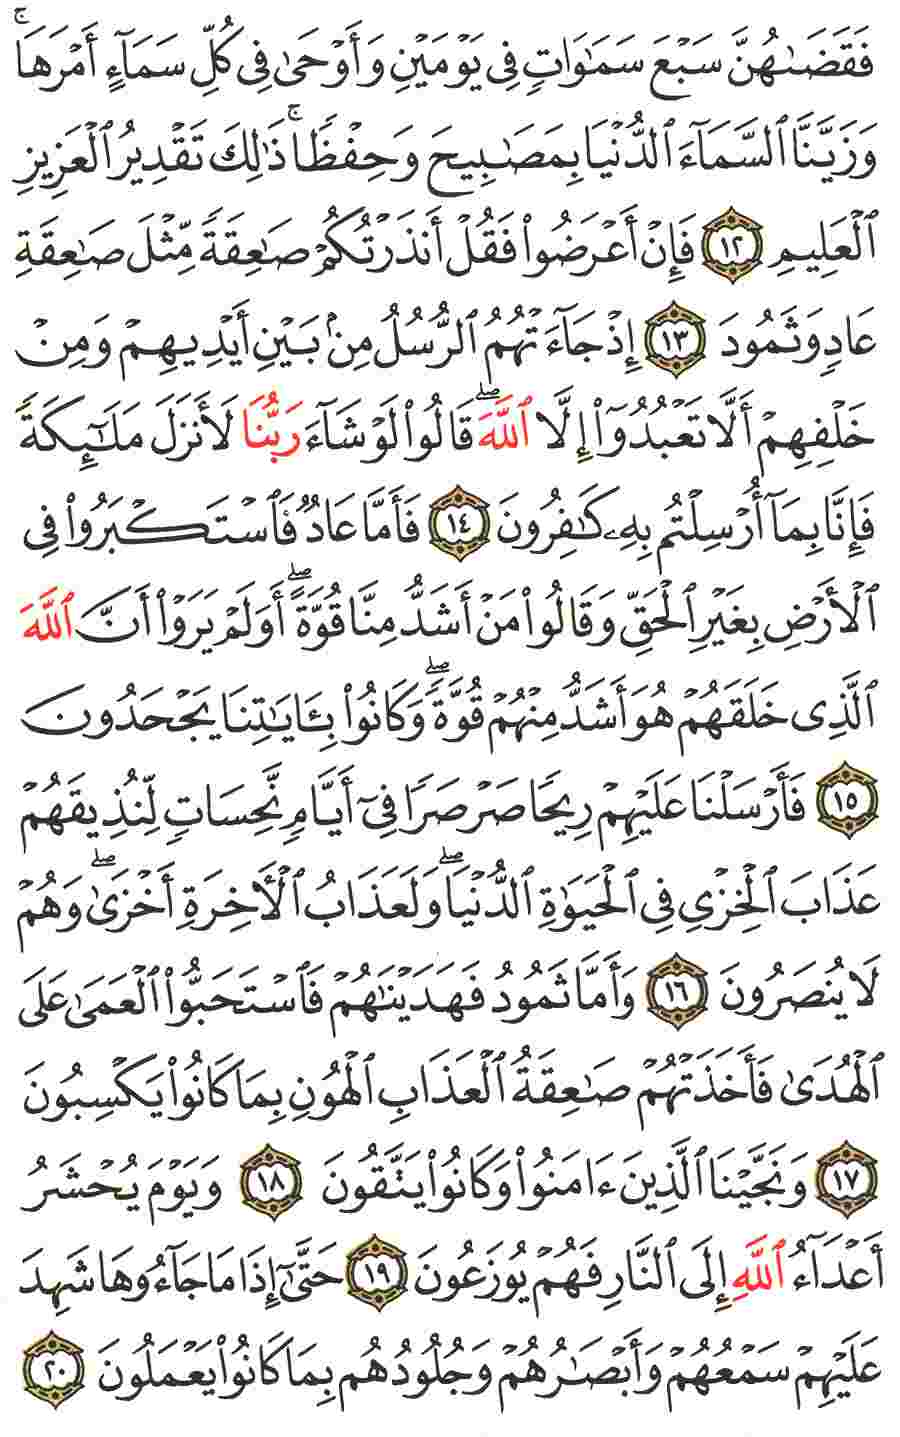 فَقَضَىٰهُنَّ سَبْعَ سَمَٰوَاتٍ فِى يَوْمَيْنِ وَأَوْحَىٰ فِى كُلِّ سَمَآءٍ أَمْرَهَا ۚ
وَزَيَّنَّا ٱلسَّمَآءَ ٱلدُّنْيَا بِمَصَٰبِيحَ وَحِفْظًا ۚ ذَٰلِكَ تَقْدِيرُ ٱلْعَزِيزِ
ٱلْعَلِيمِ ١٢ فَإِنْ أَعْرَضُوا۟ فَقُلْ أَنذَرْتُكُمْ صَٰعِقَةً مِّثْلَ صَٰعِقَةِ
عَادٍ وَثَمُودَ ١٣ إِذْ جَآءَتْهُمُ ٱلرُّسُلُ مِنۢ بَيْنِ أَيْدِيهِمْ وَمِنْ
خَلْفِهِمْ أَلَّا تَعْبُدُوٓا۟ إِلَّا ٱللَّهَ ۖ قَالُوا۟ لَوْ شَآءَ رَبُّنَا لَأَنزَلَ مَلَٰٓئِكَةً
فَإِنَّا بِمَآ أُرْسِلْتُم بِهِۦ كَٰفِرُونَ ١٤ فَأَمَّا عَادٌ فَٱسْتَكْبَرُوا۟ فِى
ٱلْأَرْضِ بِغَيْرِ ٱلْحَقِّ وَقَالُوا۟ مَنْ أَشَدُّ مِنَّا قُوَّةً ۖ أَوَلَمْ يَرَوْا۟ أَنَّ ٱللَّهَ
ٱلَّذِى خَلَقَهُمْ هُوَ أَشَدُّ مِنْهُمْ قُوَّةً ۖ وَكَانُوا۟ بِـَٔايَٰتِنَا يَجْحَدُونَ
١٥ فَأَرْسَلْنَا عَلَيْهِمْ رِيحًا صَرْصَرًا فِىٓ أَيَّامٍ نَّحِسَاتٍ لِّنُذِيقَهُمْ
عَذَابَ ٱلْخِزْىِ فِى ٱلْحَيَوٰةِ ٱلدُّنْيَا ۖ وَلَعَذَابُ ٱلْءَاخِرَةِ أَخْزَىٰ ۖ وَهُمْ
لَا يُنصَرُونَ ١٦ وَأَمَّا ثَمُودُ فَهَدَيْنَٰهُمْ فَٱسْتَحَبُّوا۟ ٱلْعَمَىٰ عَلَى
ٱلْهُدَىٰ فَأَخَذَتْهُمْ صَٰعِقَةُ ٱلْعَذَابِ ٱلْهُونِ بِمَا كَانُوا۟ يَكْسِبُونَ
١٧ وَنَجَّيْنَا ٱلَّذِينَ ءَامَنُوا۟ وَكَانُوا۟ يَتَّقُونَ ١٨ وَيَوْمَ يُحْشَرُ
أَعْدَآءُ ٱللَّهِ إِلَى ٱلنَّارِ فَهُمْ يُوزَعُونَ ١٩ حَتَّىٰٓ إِذَا مَا جَآءُوهَا شَهِدَ
عَلَيْهِمْ سَمْعُهُمْ وَأَبْصَٰرُهُمْ وَجُلُودُهُم بِمَا كَانُوا۟ يَعْمَلُونَ ٢٠